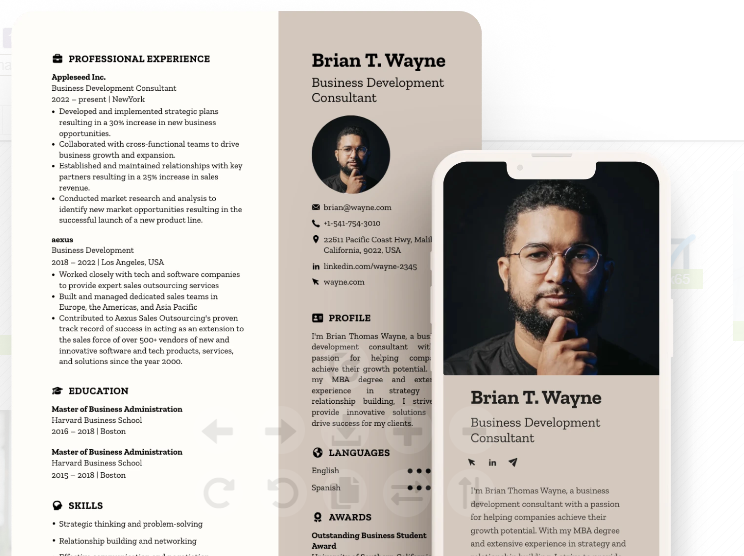 PROFESSIONAL EXPERIENCE
Appleseed Inc.
Business Development Consultant
2022 – present | NewYork
• Developed and implemented strategic plans
resulting in a 30% increase in new business
opportunities.
• Collaborated with cross-functional teams to drive
business growth and expansion.
• Established and maintained relationships with key
partners resulting in a 25% increase in sales
revenue.
• Conducted market research and analysis to
identify new market opportunities resulting in the
successful launch of a new product line.
aexus
Business Development
2018 – 2022 | Los Angeles, USA
• Worked closely with tech and software companies
to provide expert sales outsourcing services
• Built and managed dedicated sales teams in
Europe, the Americas, and Asia Pacific
• Contributed to Aexus Sales Outsourcing's proven
track record of success in acting as an extension to
the sales force of over 500+ vendors of new and
innovative software and tech products, services,
and solutions since the year 2000.
EDUCATION
Master of Business Administration
Harvard Business School
2016 – 2018 | Boston
Master of Business Administration
Harvard Business School
2015 – 2018 | Boston
SKILLS
• Strategic thinking and problem-solving
• Relationship building and networking
Brian T. Wayne
Business Development
Consultant
brian@wayne.com
+1-541-754-3010
22611 Pacific Coast Hwy, Mali
California, 9022, USA
linkedin.com/wayne-2345
wayne.com
PROFILE
I'm Brian Thomas Wayne, a bus
development consultant wit
passion for helping comp
achieve their growth potential.
my MBA degree and exter
experience in strategy
relationship building, I strive
provide innovative solutions
drive success for my clients.
LANGUAGES
English
Spanish
AWARDS
Outstanding Business Student
Award
Brian T. Wayne
Business Development
Consultant
I'm Brian Thomas Wayne, a business
development consultant with a passion
for helping companies achieve their
growth potential. With my MBA degree
and extensive experience in strategy and